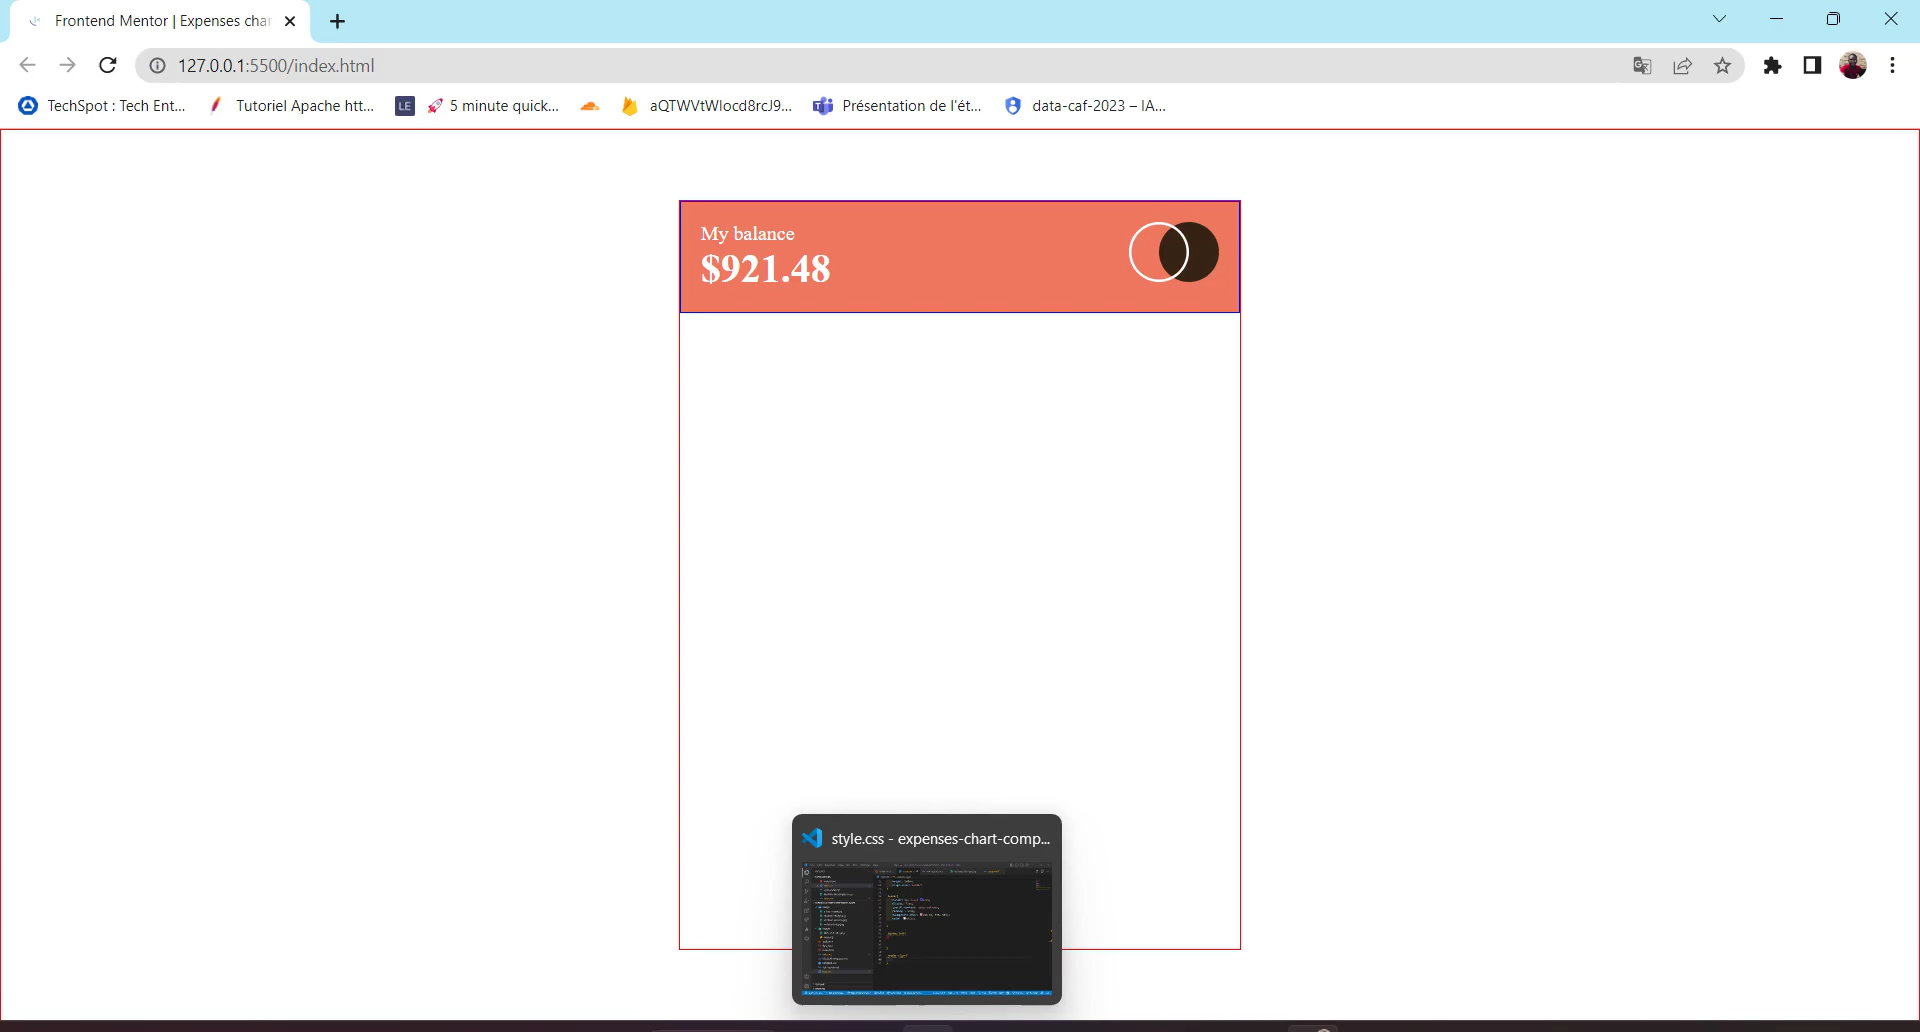 Frontend Mentor | Expenses char
127.0.0.1:5500/index.html
TechSpot : Tech Ent...
Tutoriel Apache htt...
LE
5 minute quick...
aQTWVtWlocd8rcJ9...
Présentation de l'ét...
data-caf-2023 – IA...
My balance
$921.48
style.css - expenses-chart-comp...